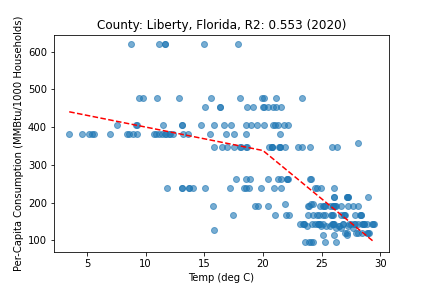 County: Liberty, Florida, R2: 0.553 (2020)
Per-Capita Consumption (MMBtu/1000 Households)
600
500
400
300
200
100
5 10 15 20 25 30
Temp (deg C)